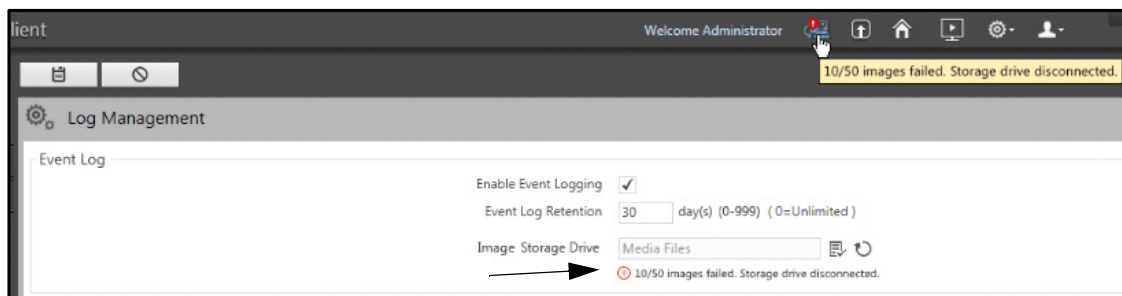 lient
Welcome Administrator
10/50 images failed. Storage drive disconnected.
Log Management
Event Log
Enable Event Logging
Event Log Retention 30 day(s) (0-999) ( 0=Unlimited )
Image Storage Drive Media Files
10/50 images failed. Storage drive disconnected.